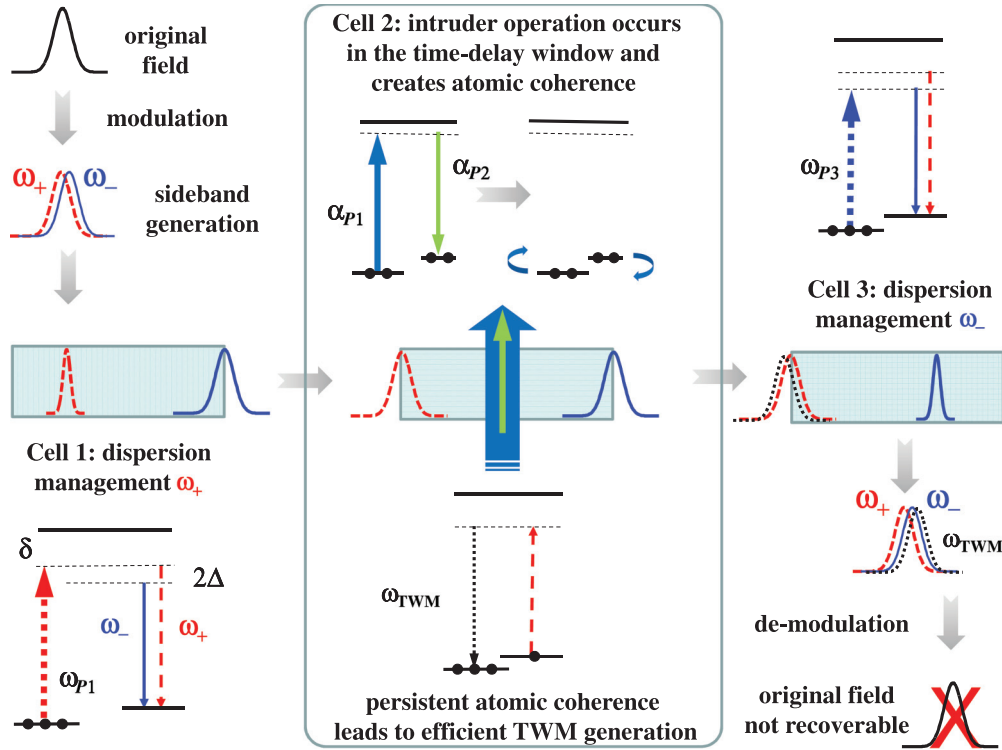 original
field
modulation
ω₊ ω₋
sideband
generation
Cell 1: dispersion
management ω₊
δ
2Δ
ω₋
ω₊
ωP1
Cell 2: intruder operation occurs
in the time-delay window and
creates atomic coherence
αP2
αP1
ωTWM
persistent atomic coherence
leads to efficient TWM generation
ωP3
Cell 3: dispersion
management ω₋
ω₊ ω₋
ωTWM
de-modulation
original field
not recoverable